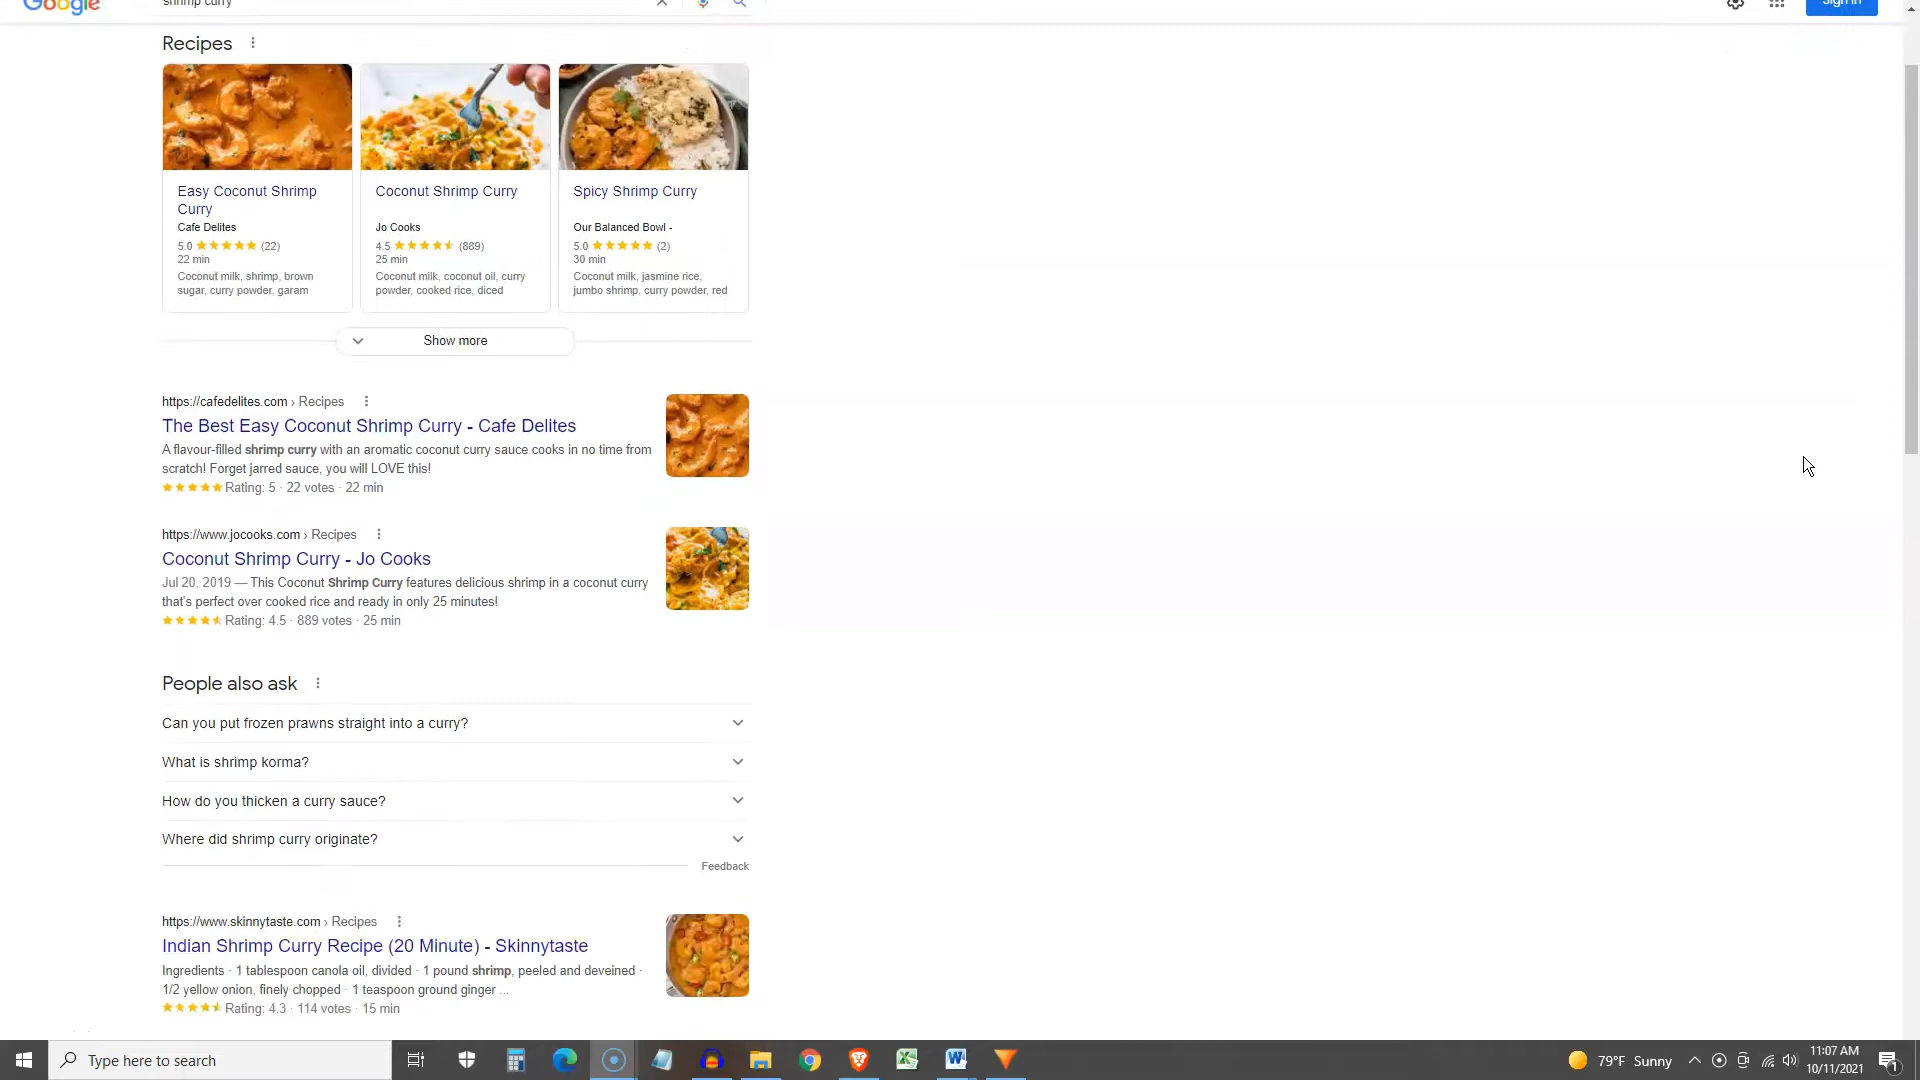 Google
shrimp curry
Sign in
Recipes
Easy Coconut Shrimp
Curry
Cafe Delites
5.0 (22)
22 min
Coconut milk, shrimp, brown
sugar, curry powder, garam
Coconut Shrimp Curry
Jo Cooks
4.5 (889)
25 min
Coconut milk, coconut oil, curry
powder, cooked rice, diced
Spicy Shrimp Curry
Our Balanced Bowl -
5.0 (2)
30 min
Coconut milk, jasmine rice,
jumbo shrimp, curry powder, red
Show more
https://cafedelites.com › Recipes
The Best Easy Coconut Shrimp Curry - Cafe Delites
A flavour-filled shrimp curry with an aromatic coconut curry sauce cooks in no time from
scratch! Forget jarred sauce, you will LOVE this!
Rating: 5 · 22 votes · 22 min
https://www.jocooks.com › Recipes
Coconut Shrimp Curry - Jo Cooks
Jul 20, 2019 — This Coconut Shrimp Curry features delicious shrimp in a coconut curry
that's perfect over cooked rice and ready in only 25 minutes!
Rating: 4.5 · 889 votes · 25 min
People also ask
Can you put frozen prawns straight into a curry?
What is shrimp korma?
How do you thicken a curry sauce?
Where did shrimp curry originate?
Feedback
https://www.skinnytaste.com › Recipes
Indian Shrimp Curry Recipe (20 Minute) - Skinnytaste
Ingredients · 1 tablespoon canola oil, divided · 1 pound shrimp, peeled and deveined ·
1/2 yellow onion, finely chopped · 1 teaspoon ground ginger ...
Rating: 4.3 · 114 votes · 15 min
Type here to search
79°F Sunny
11:07 AM
10/11/2021
1